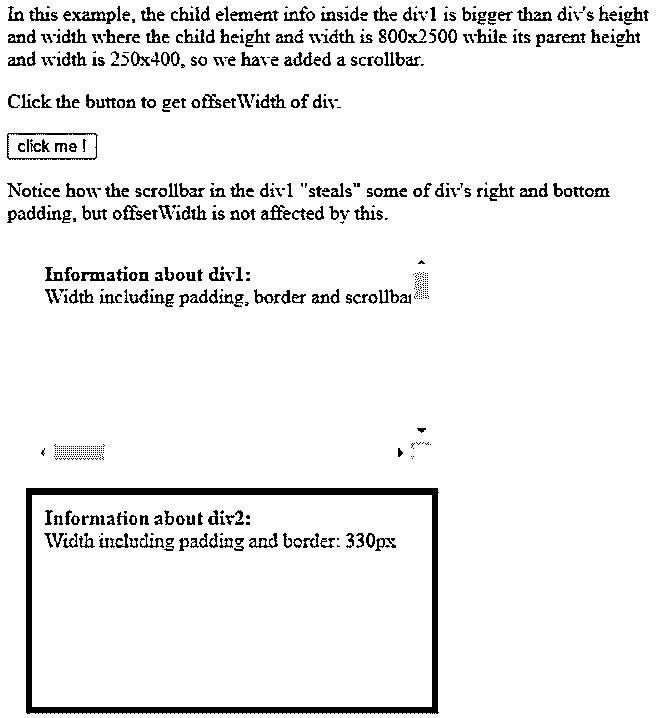 In this example, the child element info inside the div1 is bigger than div's height
and width where the child height and width is 800x2500 while its parent height
and width is 250x400, so we have added a scrollbar.
Click the button to get offsetWidth of div.
click me !
Notice how the scrollbar in the div1 "steals" some of div's right and bottom
padding, but offsetWidth is not affected by this.
Information about div1:
Width including padding, border and scrollbar
Information about div2:
Width including padding and border: 330px